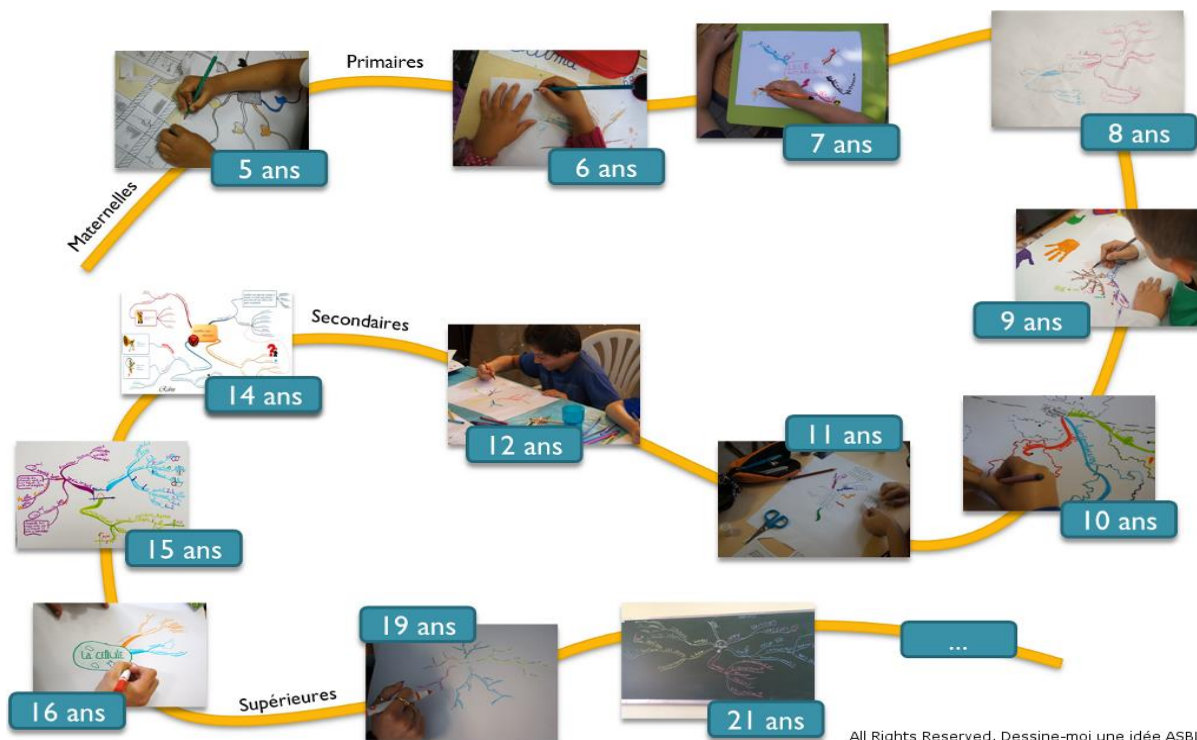 Maternelles
5 ans
Primaires
6 ans
7 ans
8 ans
9 ans
10 ans
11 ans
12 ans
Secondaires
14 ans
15 ans
16 ans
La cellule
Supérieures
19 ans
21 ans
...
All Rights Reserved. Dessine-moi une idée ASBL